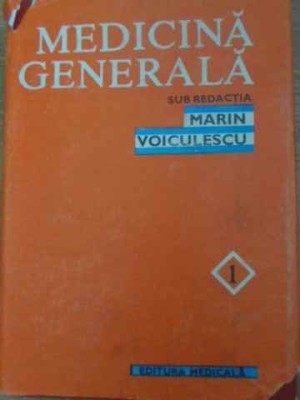 MEDICINĂ
GENERALĂ
SUB REDACȚIA
MARIN
VOICULESCU
1
EDITURA MEDICALĂ